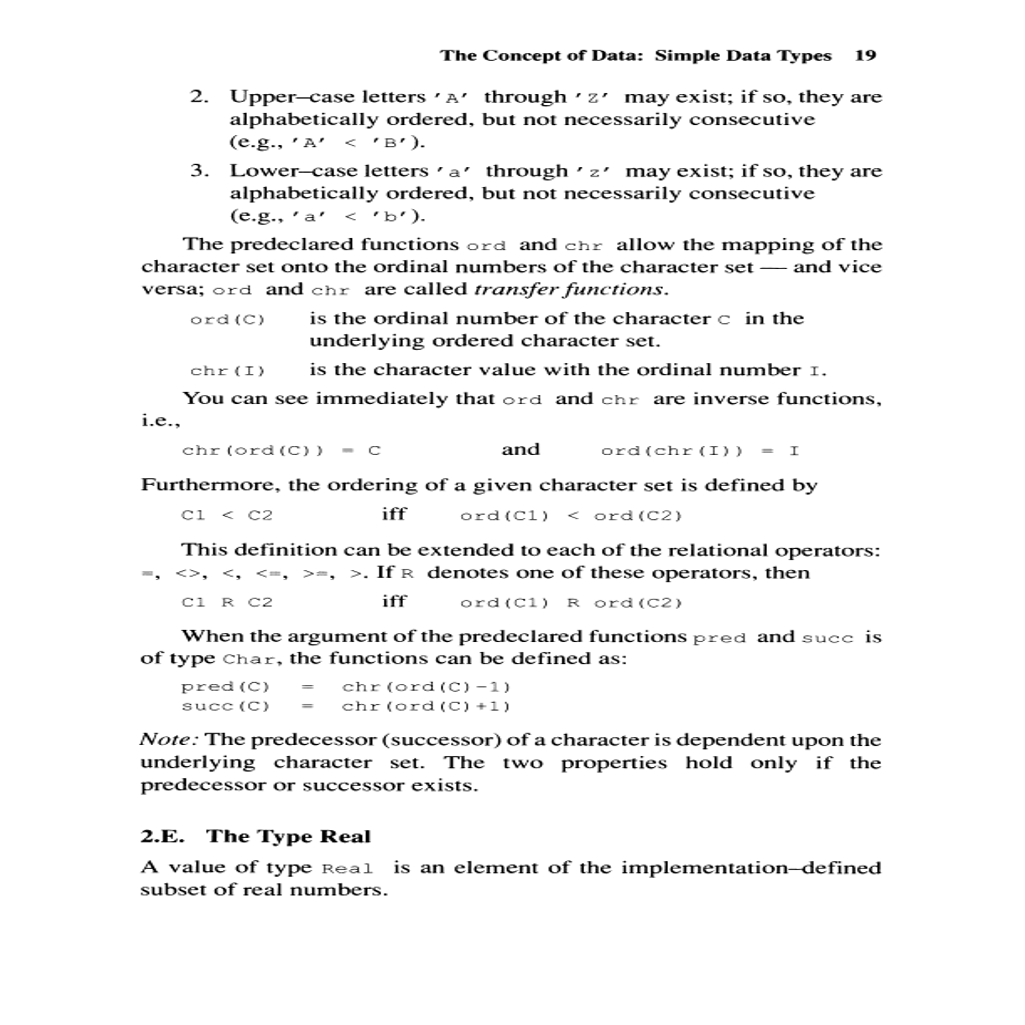 The Concept of Data: Simple Data Types 19
2. Upper–case letters 'A' through 'Z' may exist; if so, they are
alphabetically ordered, but not necessarily consecutive
(e.g., 'A' < 'B').
3. Lower–case letters 'a' through 'z' may exist; if so, they are
alphabetically ordered, but not necessarily consecutive
(e.g., 'a' < 'b').
The predeclared functions ord and chr allow the mapping of the
character set onto the ordinal numbers of the character set — and vice
versa; ord and chr are called transfer functions.
ord(C) is the ordinal number of the character C in the
underlying ordered character set.
chr(I) is the character value with the ordinal number I.
You can see immediately that ord and chr are inverse functions,
i.e.,
chr(ord(C)) = C and ord(chr(I)) = I
Furthermore, the ordering of a given character set is defined by
C1 < C2 iff ord(C1) < ord(C2)
This definition can be extended to each of the relational operators:
=, <>, <, <=, >=, >. If R denotes one of these operators, then
C1 R C2 iff ord(C1) R ord(C2)
When the argument of the predeclared functions pred and succ is
of type Char, the functions can be defined as:
pred(C) = chr(ord(C)-1)
succ(C) = chr(ord(C)+1)
Note: The predecessor (successor) of a character is dependent upon the
underlying character set. The two properties hold only if the
predecessor or successor exists.
2.E. The Type Real
A value of type Real is an element of the implementation–defined
subset of real numbers.